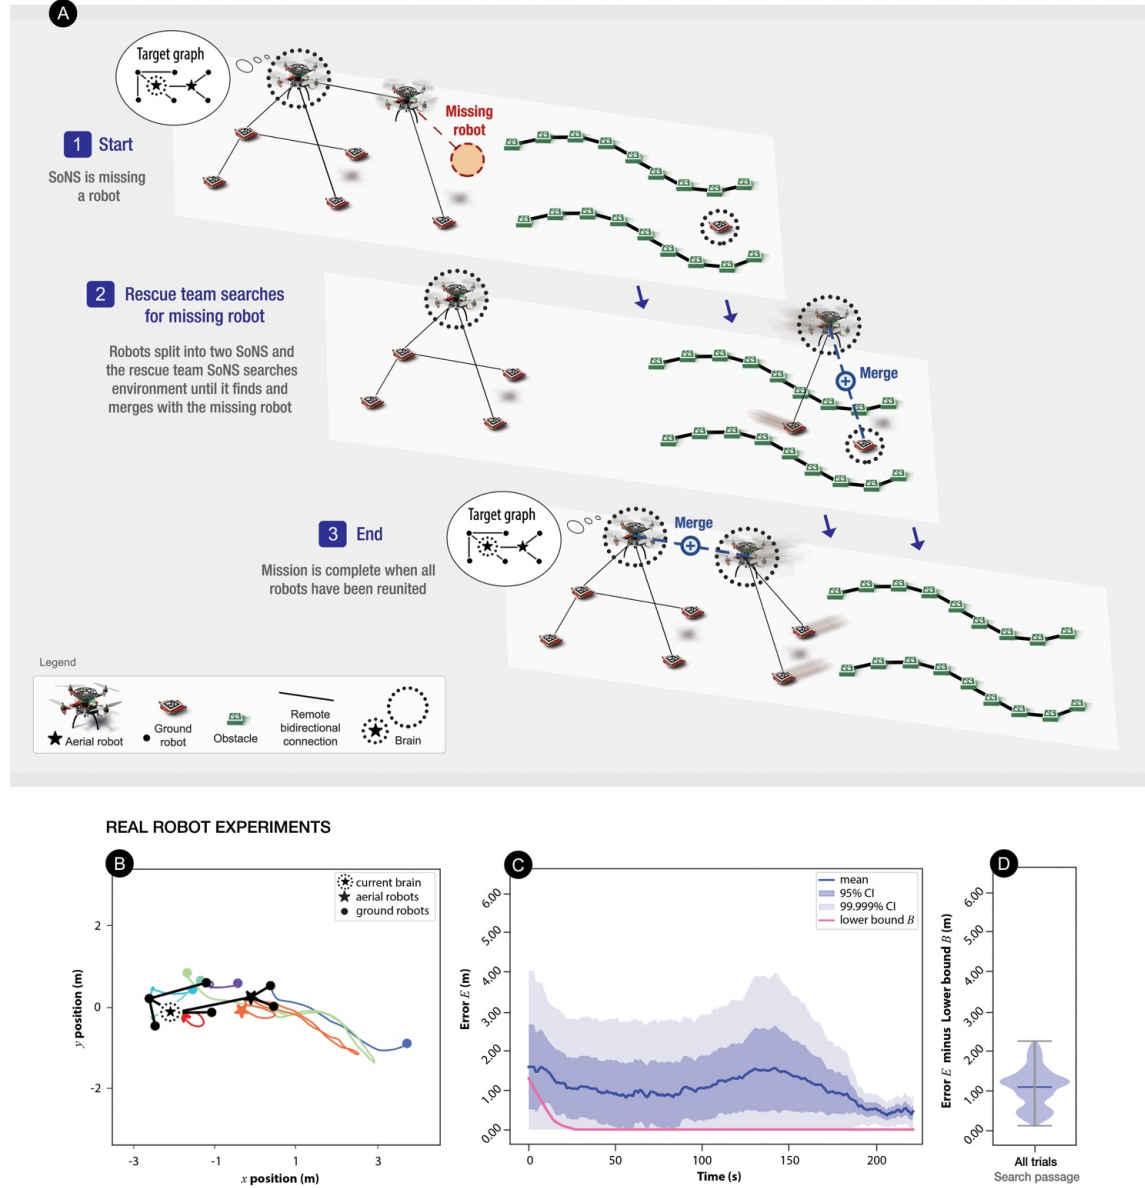 A
Target graph
Missing
robot
1 Start
SoNS is missing
a robot
2 Rescue team searches
for missing robot
Robots split into two SoNS and
the rescue team SoNS searches
environment until it finds and
merges with the missing robot
Merge
Target graph
Merge
3 End
Mission is complete when all
robots have been reunited
Legend
Aerial robot
Ground
robot
Obstacle
Remote
bidirectional
connection
Brain
REAL ROBOT EXPERIMENTS
B
current brain
aerial robots
ground robots
y position (m)
2
0
-2
-3 -1 1 3
x position (m)
C
mean
95% CI
99.999% CI
lower bound B
Error E (m)
6.00
5.00
4.00
3.00
2.00
1.00
0.00
0 50 100 150 200
Time (s)
D
Error E minus Lower bound B (m)
6.00
5.00
4.00
3.00
2.00
1.00
0.00
All trials
Search passage